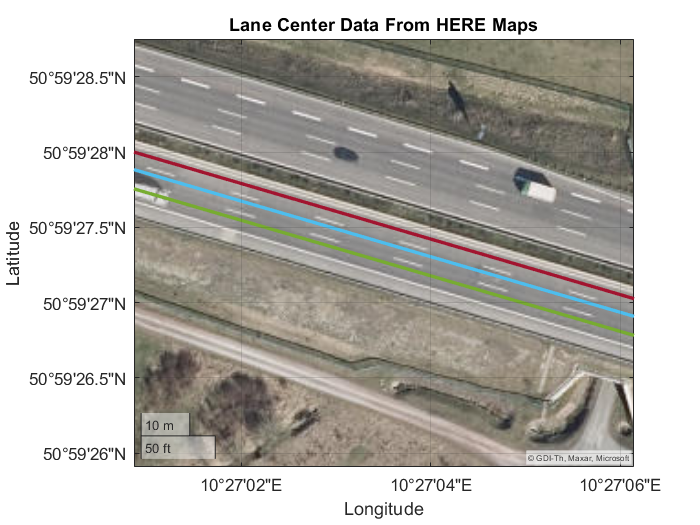 Lane Center Data From HERE Maps
50°59'28.5"N
50°59'28"N
50°59'27.5"N
50°59'27"N
50°59'26.5"N
50°59'26"N
Latitude
10 m
50 ft
© GDI-Th, Maxar, Microsoft
10°27'02"E
10°27'04"E
10°27'06"E
Longitude